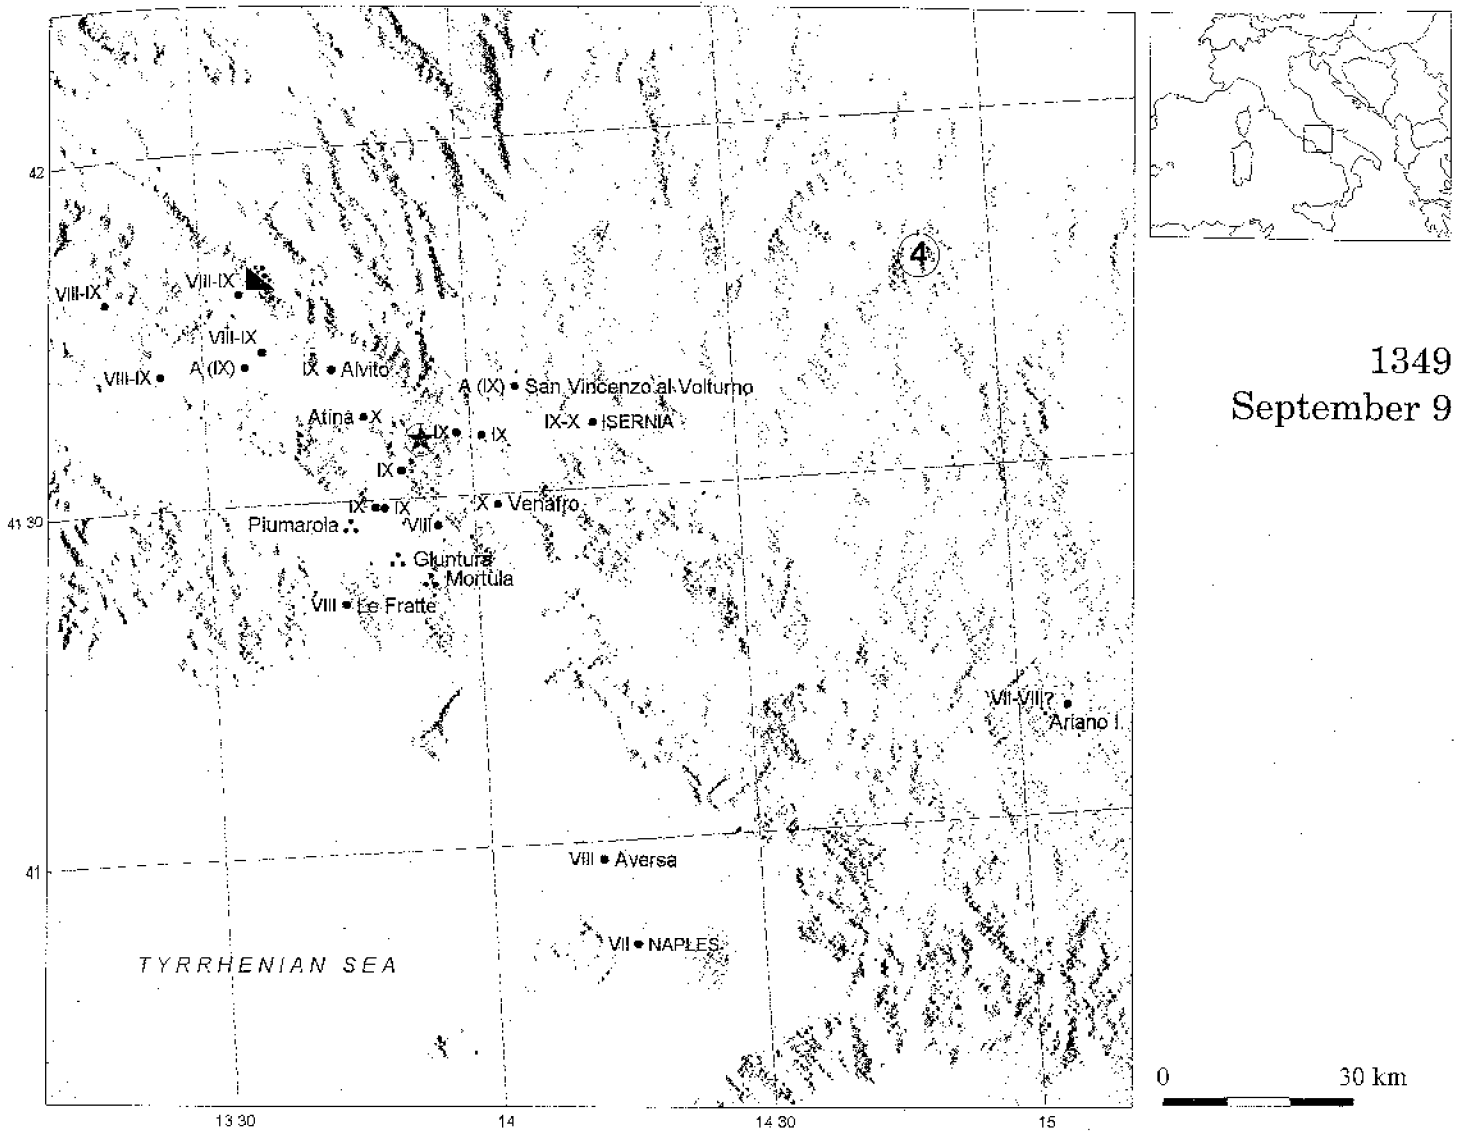 42
4
VIII-IX
VIII-IX
1349
September 9
VIII-IX
A (IX)
IX Alvito
VIII-IX
A (IX) San Vincenzo al Volturno
Atina X
IX-X ISERNIA
IX
IX
IX
IX
IX
X Venafro
41 30
Piumarola
VIII
Giuntura
Mortula
VIII Le Fratte
VII-VIII?
Ariano I.
41
VIII Aversa
VII NAPLES
TYRRHENIAN SEA
0 30 km
13 30
14
14 30
15